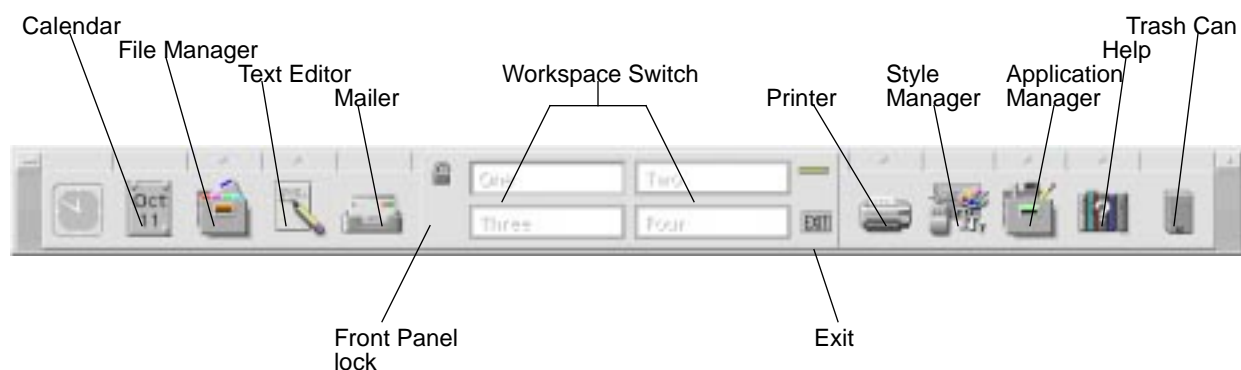 Calendar
File Manager
Text Editor
Mailer
Workspace Switch
Printer
Style
Manager
Application
Manager
Help
Trash Can
Oct
11
One
Two
Three
Four
EXIT
Front Panel
lock
Exit